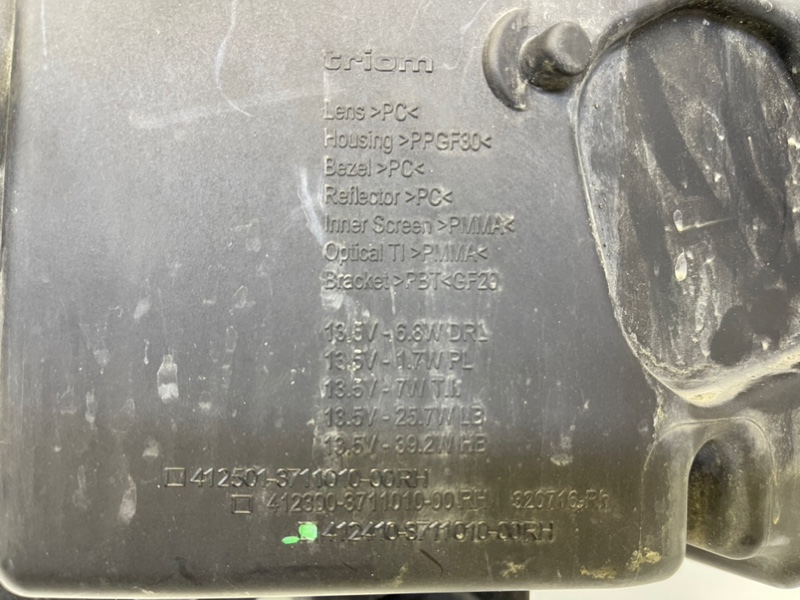 triom
Lens >PC<
Housing >PPGF30<
Bezel >PC<
Reflector >PC<
Inner Screen >PMMA<
Optical TI >PMMA<
Bracket >PBT<GF20
13.5V - 6.8W DRL
13.5V - 1.7W PL
13.5V - 7W T.I.
13.5V - 25.7W LB
13.5V - 39.2W HB
412501-3711010-00RH
412300-3711010-00RH
412410-3711010-00RH